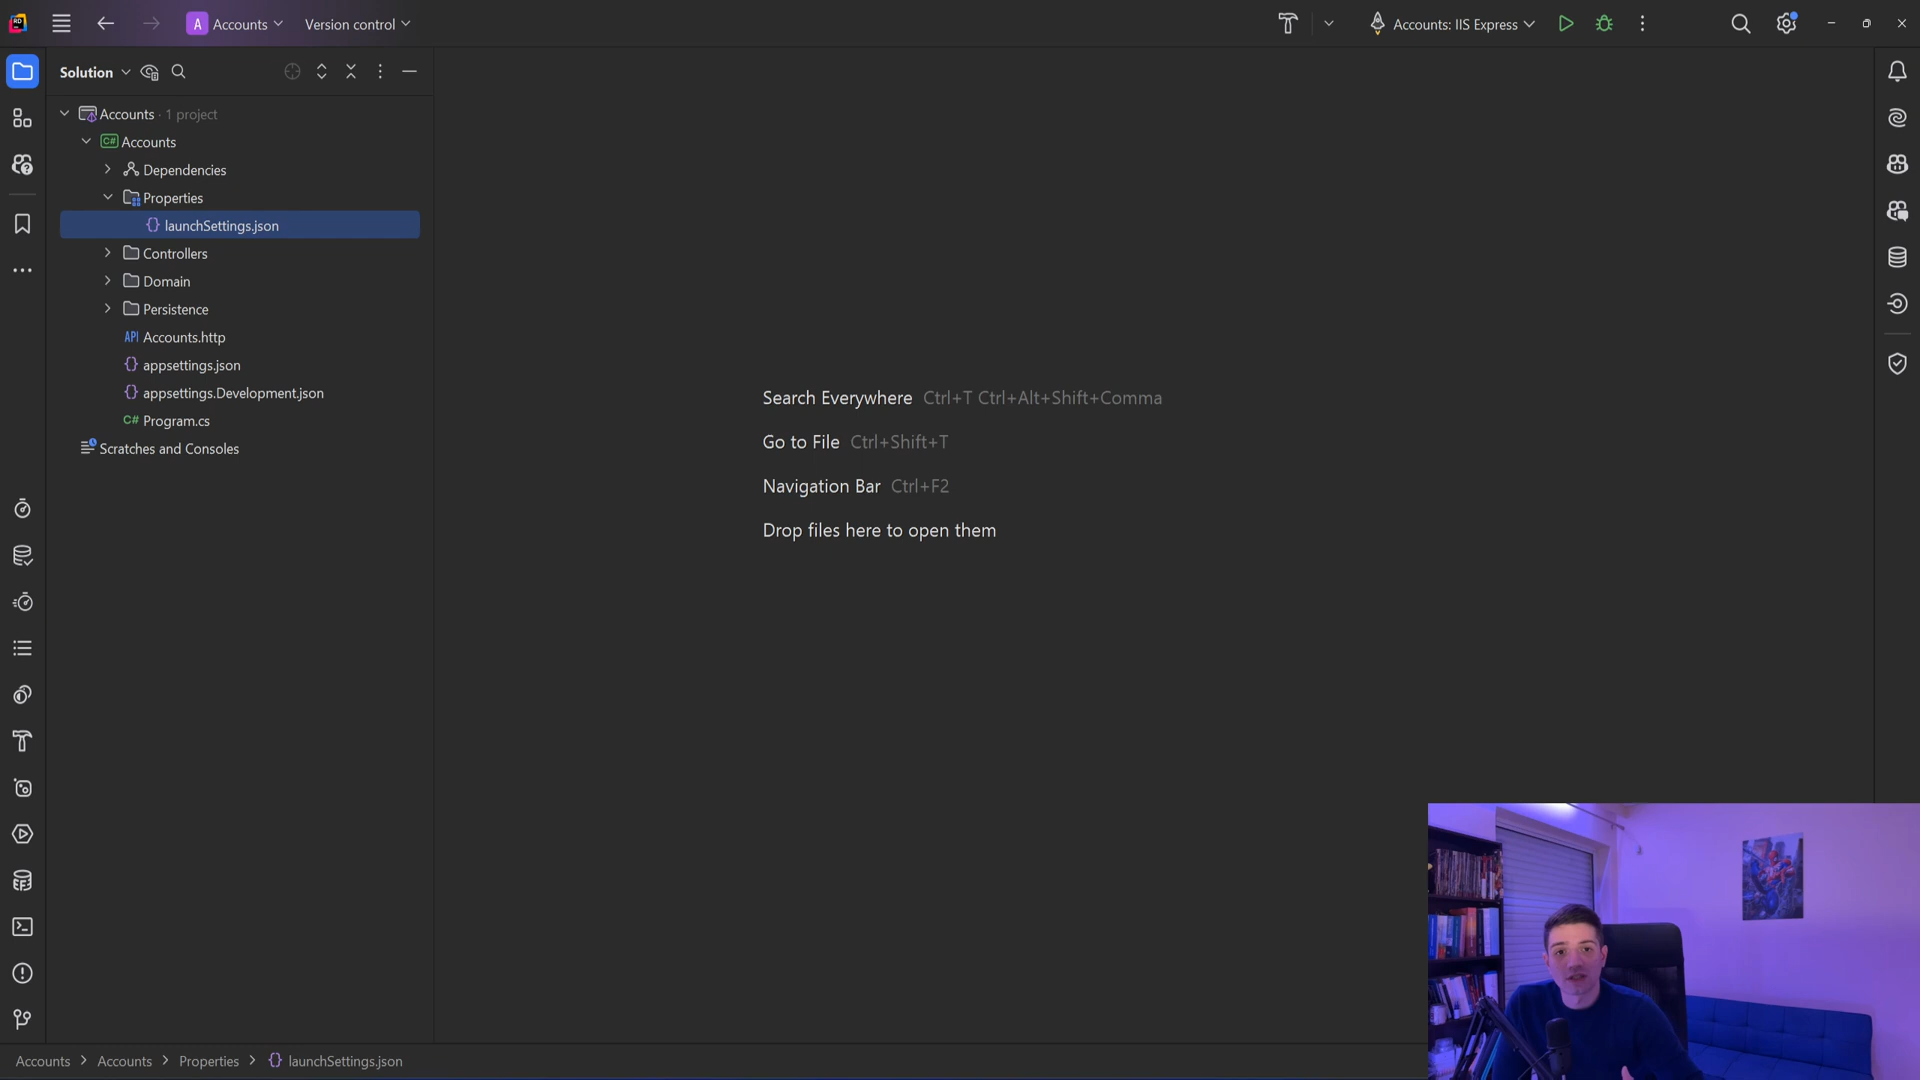 A Accounts
Version control
Accounts: IIS Express
Solution
Accounts · 1 project
C# Accounts
Dependencies
Properties
{} launchSettings.json
Controllers
Domain
Persistence
API Accounts.http
{} appsettings.json
{} appsettings.Development.json
C# Program.cs
Scratches and Consoles
Search Everywhere Ctrl+T Ctrl+Alt+Shift+Comma
Go to File Ctrl+Shift+T
Navigation Bar Ctrl+F2
Drop files here to open them
Accounts > Accounts > Properties > {} launchSettings.json